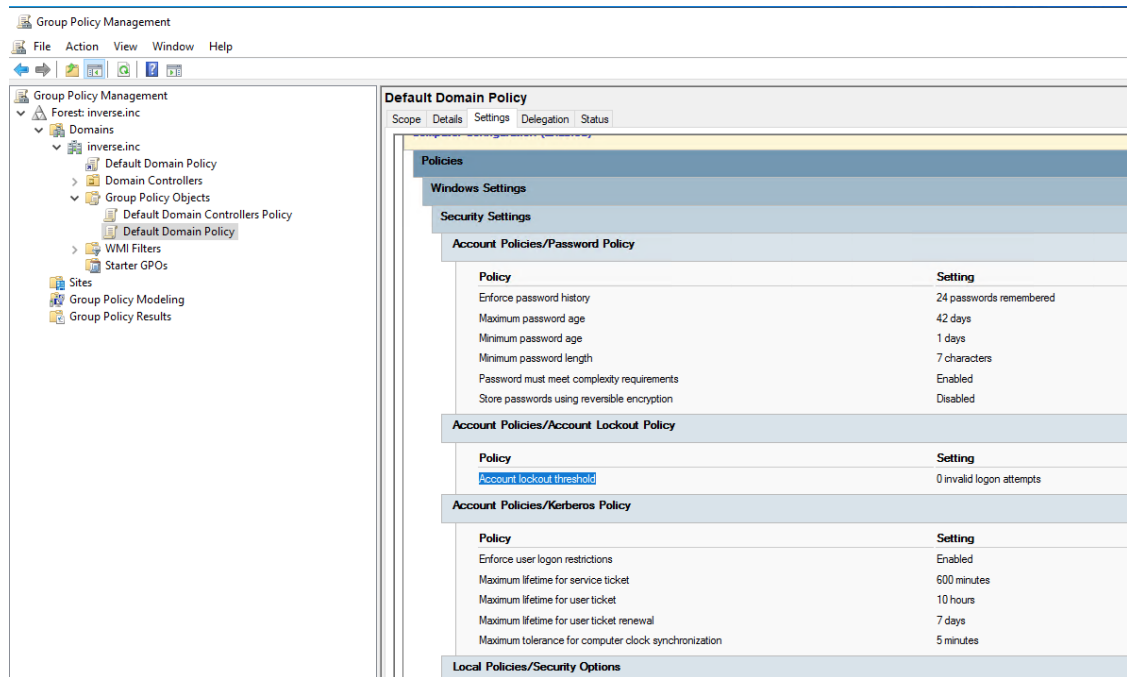 Group Policy Management
File Action View Window Help
Group Policy Management
Forest: inverse.inc
Domains
inverse.inc
Default Domain Policy
Domain Controllers
Group Policy Objects
Default Domain Controllers Policy
Default Domain Policy
WMI Filters
Starter GPOs
Sites
Group Policy Modeling
Group Policy Results
Default Domain Policy
Scope Details Settings Delegation Status
Policies
Windows Settings
Security Settings
Account Policies/Password Policy
Policy Setting
Enforce password history 24 passwords remembered
Maximum password age 42 days
Minimum password age 1 days
Minimum password length 7 characters
Password must meet complexity requirements Enabled
Store passwords using reversible encryption Disabled
Account Policies/Account Lockout Policy
Policy Setting
Account lockout threshold 0 invalid logon attempts
Account Policies/Kerberos Policy
Policy Setting
Enforce user logon restrictions Enabled
Maximum lifetime for service ticket 600 minutes
Maximum lifetime for user ticket 10 hours
Maximum lifetime for user ticket renewal 7 days
Maximum tolerance for computer clock synchronization 5 minutes
Local Policies/Security Options